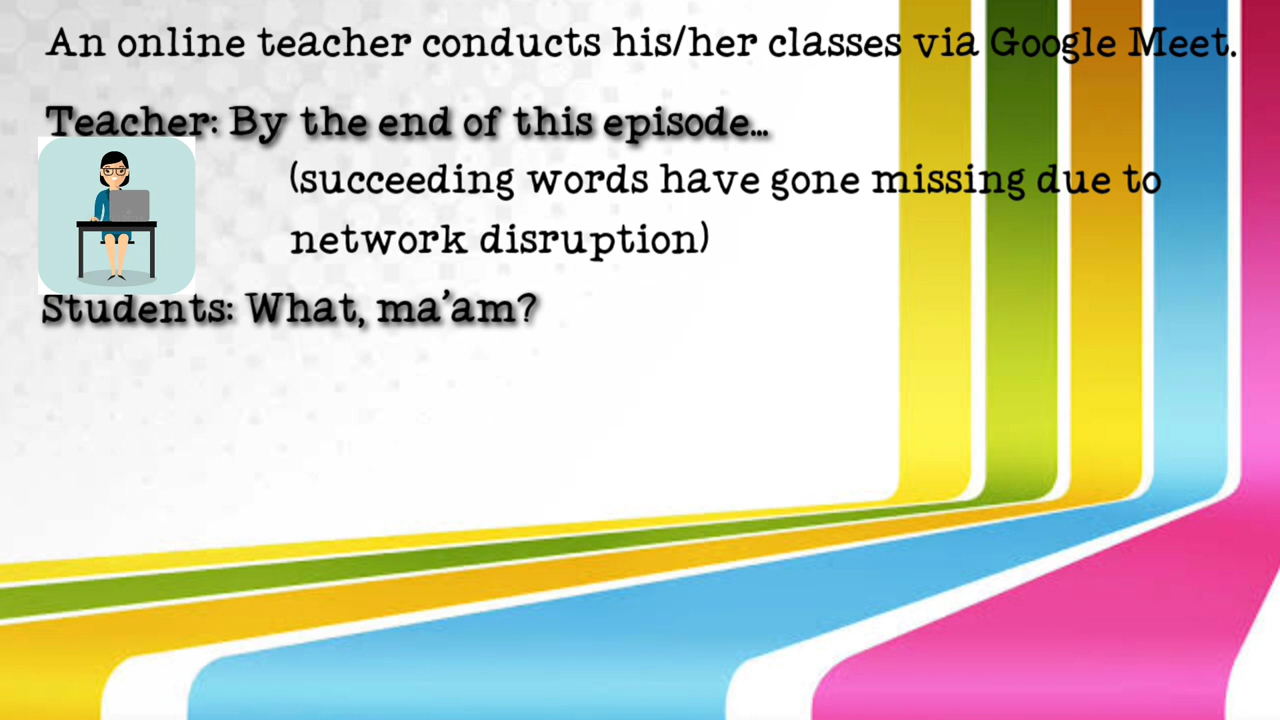 An online teacher conducts his/her classes via Google Meet.
Teacher: By the end of this episode...
(succeeding words have gone missing due to
network disruption)
Students: What, ma'am?